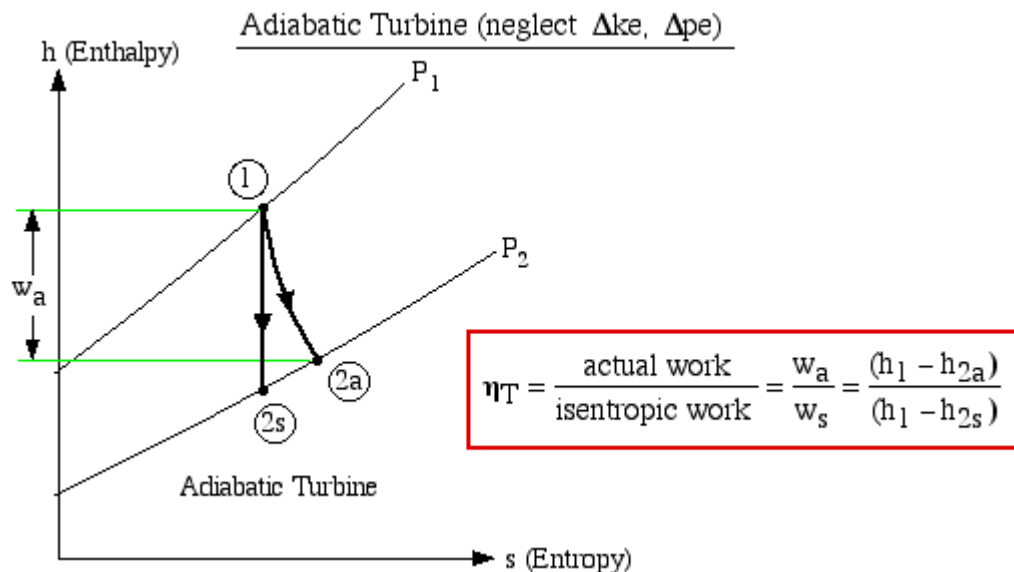 Adiabatic Turbine (neglect Δke, Δpe)
h (Enthalpy)
P1
1
P2
wa
2a
2s
ηT = actual work / isentropic work = wa / ws = (h1 – h2a) / (h1 – h2s)
Adiabatic Turbine
s (Entropy)